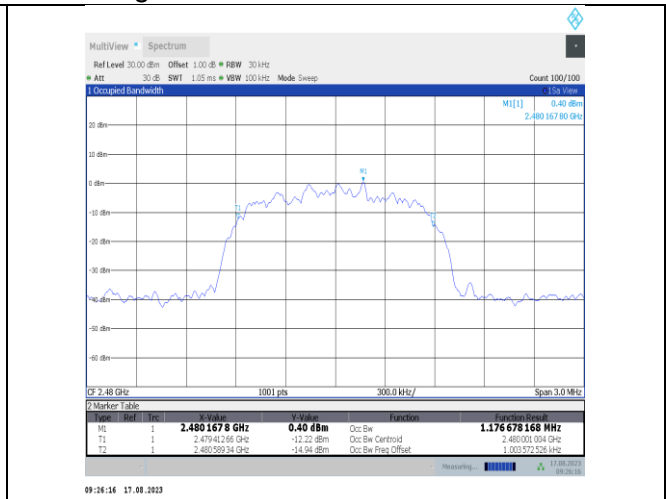 MultiView Spectrum
Ref Level 30.00 dBm Offset 1.00 dB RBW 30 kHz
Att 30 dB SWT 1.05 ms VBW 100 kHz Mode Sweep Count 100/100
1 Occupied Bandwidth 1Sa View
M1[1] 0.40 dBm
2.480 167 80 GHz
20 dBm
10 dBm
M1
0 dBm
T1
-10 dBm
-20 dBm
-30 dBm
-40 dBm
-50 dBm
-60 dBm
CF 2.48 GHz 1001 pts 300.0 kHz/ Span 3.0 MHz
2 Marker Table
Type Ref Trc X-Value Y-Value Function Function Result
M1 1 2.480 167 8 GHz 0.40 dBm Occ Bw 1.176 678 168 MHz
T1 1 2.479 412 66 GHz -12.22 dBm Occ Bw Centroid 2.480 001 004 GHz
T2 1 2.480 589 34 GHz -14.94 dBm Occ Bw Freq Offset 1.003 572 526 kHz
Measuring... 17.08.2023
09:26:16
09:26:16 17.08.2023